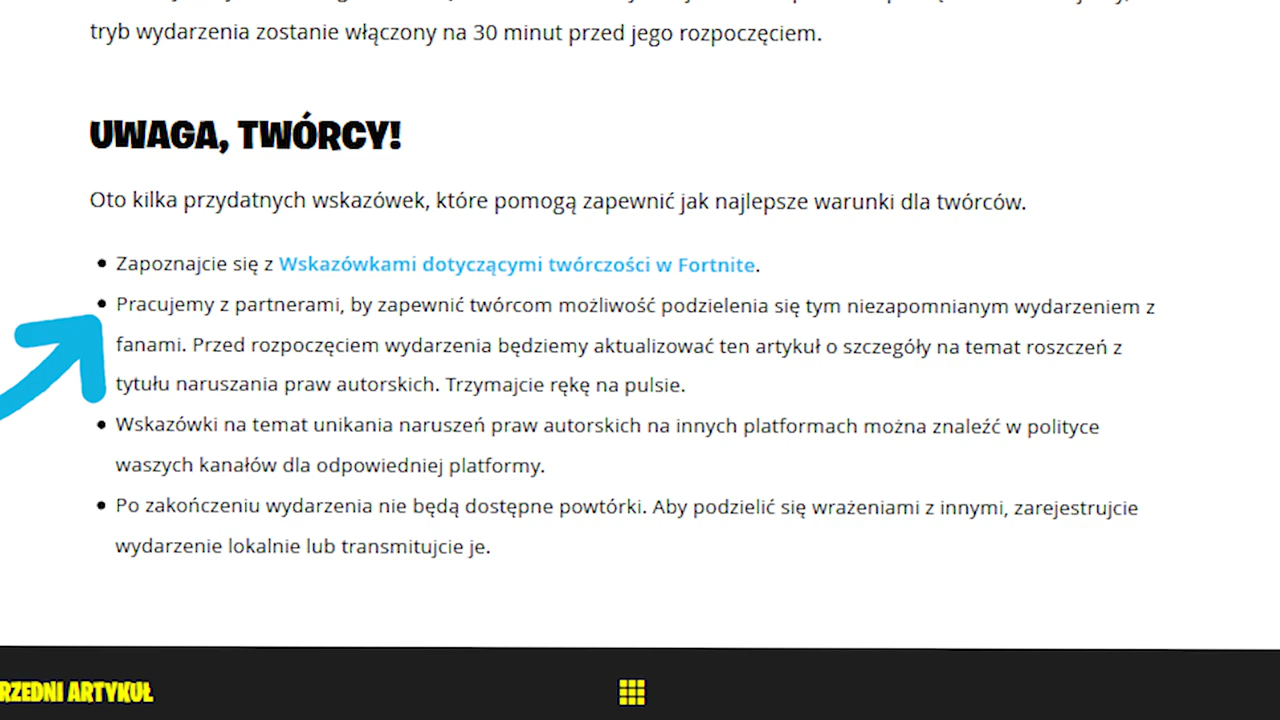 tryb wydarzenia zostanie włączony na 30 minut przed jego rozpoczęciem.
UWAGA, TWÓRCY!
Oto kilka przydatnych wskazówek, które pomogą zapewnić jak najlepsze warunki dla twórców.
Zapoznajcie się z Wskazówkami dotyczącymi twórczości w Fortnite.
Pracujemy z partnerami, by zapewnić twórcom możliwość podzielenia się tym niezapomnianym wydarzeniem z
fanami. Przed rozpoczęciem wydarzenia będziemy aktualizować ten artykuł o szczegóły na temat roszczeń z
tytułu naruszania praw autorskich. Trzymajcie rękę na pulsie.
Wskazówki na temat unikania naruszeń praw autorskich na innych platformach można znaleźć w polityce
waszych kanałów dla odpowiedniej platformy.
Po zakończeniu wydarzenia nie będą dostępne powtórki. Aby podzielić się wrażeniami z innymi, zarejestrujcie
wydarzenie lokalnie lub transmitujcie je.
RZEDNI ARTYKUŁ